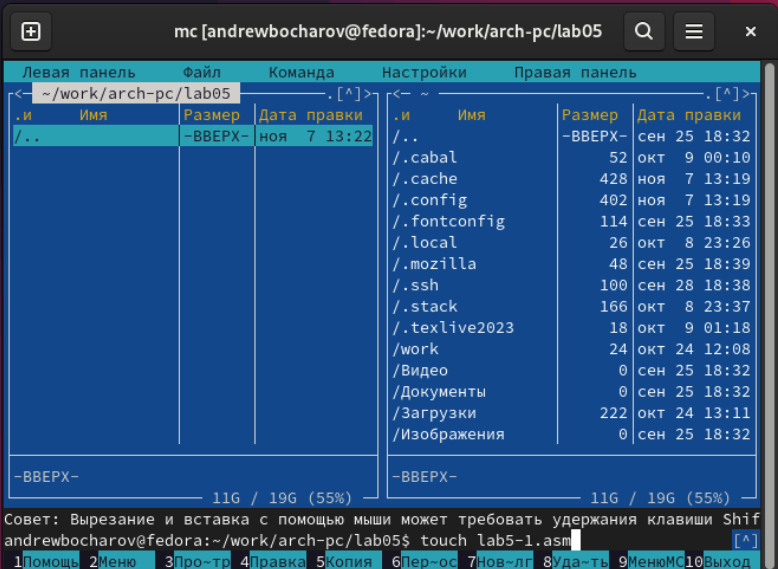 mc [andrewbocharov@fedora]:~/work/arch-pc/lab05
Левая панель Файл Команда Настройки Правая панель
<— ~/work/arch-pc/lab05 .[^]> <— ~ .[^]>
.и Имя Размер Дата правки .и Имя Размер Дата правки
/.. -ВВЕРХ- ноя 7 13:22 /.. -ВВЕРХ- сен 25 18:32
/.cabal 52 окт 9 00:10
/.cache 428 ноя 7 13:19
/.config 402 ноя 7 13:19
/.fontconfig 114 сен 25 18:33
/.local 26 окт 8 23:26
/.mozilla 48 сен 25 18:39
/.ssh 100 сен 28 18:38
/.stack 166 окт 8 23:37
/.texlive2023 18 окт 9 01:18
/work 24 окт 24 12:08
/Видео 0 сен 25 18:32
/Документы 0 сен 25 18:32
/Загрузки 222 окт 24 13:11
/Изображения 0 сен 25 18:32
-ВВЕРХ- -ВВЕРХ-
11G / 19G (55%) 11G / 19G (55%)
Совет: Вырезание и вставка с помощью мыши может требовать удержания клавиши Shif
andrewbocharov@fedora:~/work/arch-pc/lab05$ touch lab5-1.asm [^]
1Помощь 2Меню 3Про~тр 4Правка 5Копия 6Пер~ос 7Нов~лг 8Уда~ть 9МенюMC 10Выход